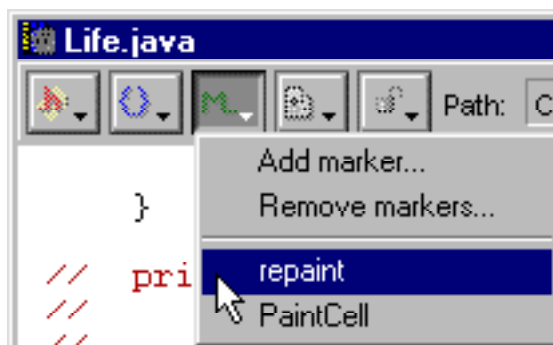 Life.java
h {} M. Path: C
Add marker...
}
Remove markers...
// pri
repaint
//
PaintCell
//